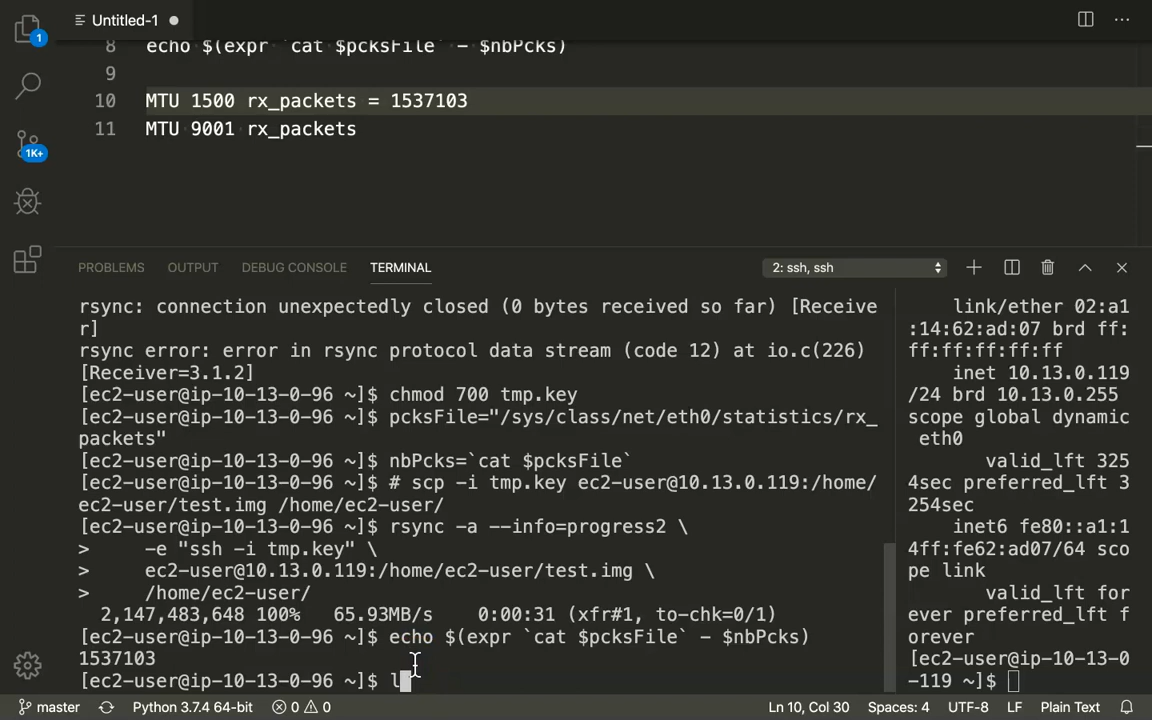 Untitled-1
1
8 echo $(expr `cat $pcksFile` - $nbPcks)
9
10 MTU 1500 rx_packets = 1537103
11 MTU 9001 rx_packets
1K+
PROBLEMS OUTPUT DEBUG CONSOLE TERMINAL 2: ssh, ssh
rsync: connection unexpectedly closed (0 bytes received so far) [Receive
r]
rsync error: error in rsync protocol data stream (code 12) at io.c(226)
[Receiver=3.1.2]
[ec2-user@ip-10-13-0-96 ~]$ chmod 700 tmp.key
[ec2-user@ip-10-13-0-96 ~]$ pcksFile="/sys/class/net/eth0/statistics/rx_
packets"
[ec2-user@ip-10-13-0-96 ~]$ nbPcks=`cat $pcksFile`
[ec2-user@ip-10-13-0-96 ~]$ # scp -i tmp.key ec2-user@10.13.0.119:/home/
ec2-user/test.img /home/ec2-user/
[ec2-user@ip-10-13-0-96 ~]$ rsync -a --info=progress2 \
> -e "ssh -i tmp.key" \
> ec2-user@10.13.0.119:/home/ec2-user/test.img \
> /home/ec2-user/
2,147,483,648 100% 65.93MB/s 0:00:31 (xfr#1, to-chk=0/1)
[ec2-user@ip-10-13-0-96 ~]$ echo $(expr `cat $pcksFile` - $nbPcks)
1537103
[ec2-user@ip-10-13-0-96 ~]$ l
link/ether 02:a1
:14:62:ad:07 brd ff:
ff:ff:ff:ff:ff
inet 10.13.0.119
/24 brd 10.13.0.255
scope global dynamic
eth0
valid_lft 325
4sec preferred_lft 3
254sec
inet6 fe80::a1:1
4ff:fe62:ad07/64 sco
pe link
valid_lft for
ever preferred_lft f
orever
[ec2-user@ip-10-13-0
-119 ~]$
master Python 3.7.4 64-bit 0 0 Ln 10, Col 30 Spaces: 4 UTF-8 LF Plain Text